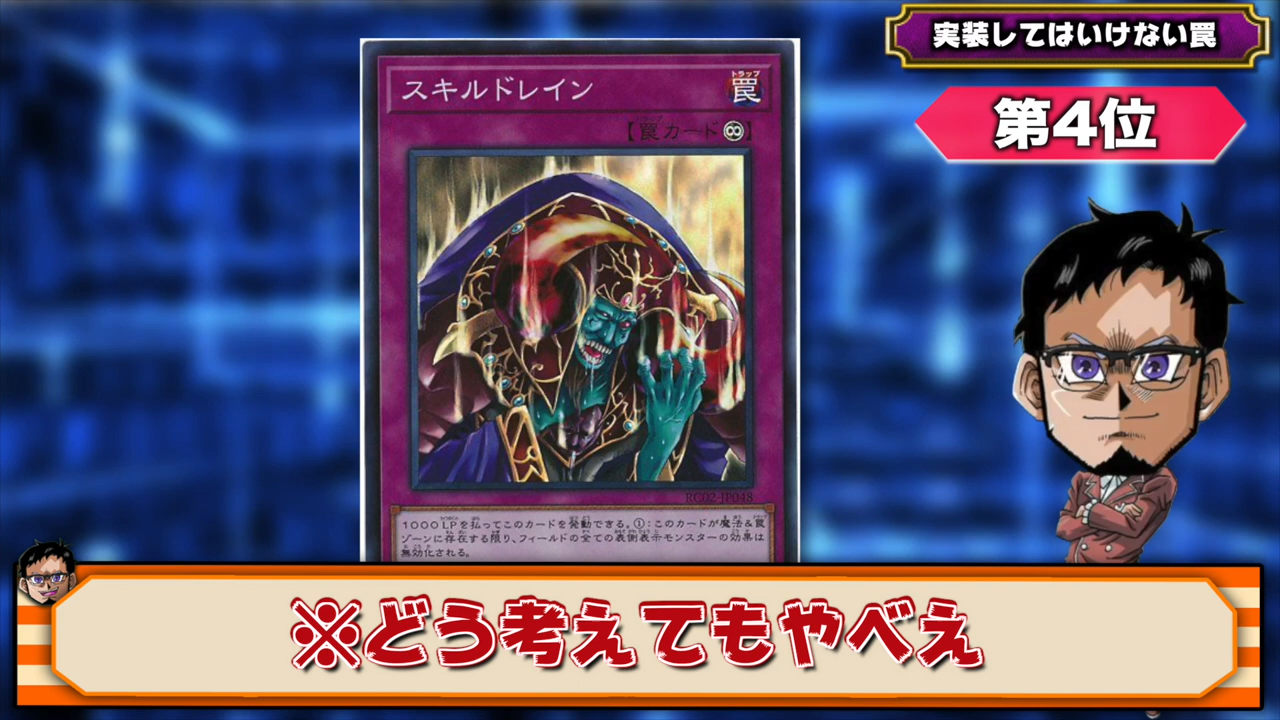 実装してはいけない罠
第4位
スキルドレイン
トラップ
罠
【罠カード】
RC02-JP048
1000LPを払ってこのカードを発動できる。①:このカードが魔法&罠
ゾーンに存在する限り、フィールドの全ての表側表示モンスターの効果は
無効化される。
※どう考えてもやべえ